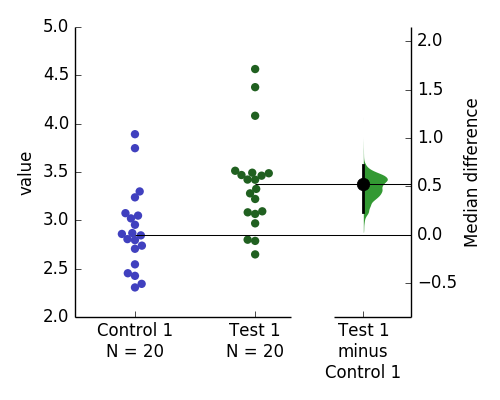 5.0
4.5
4.0
3.5
3.0
2.5
2.0
value
Control 1
N = 20
Test 1
N = 20
Test 1
minus
Control 1
2.0
1.5
1.0
0.5
0.0
−0.5
Median difference